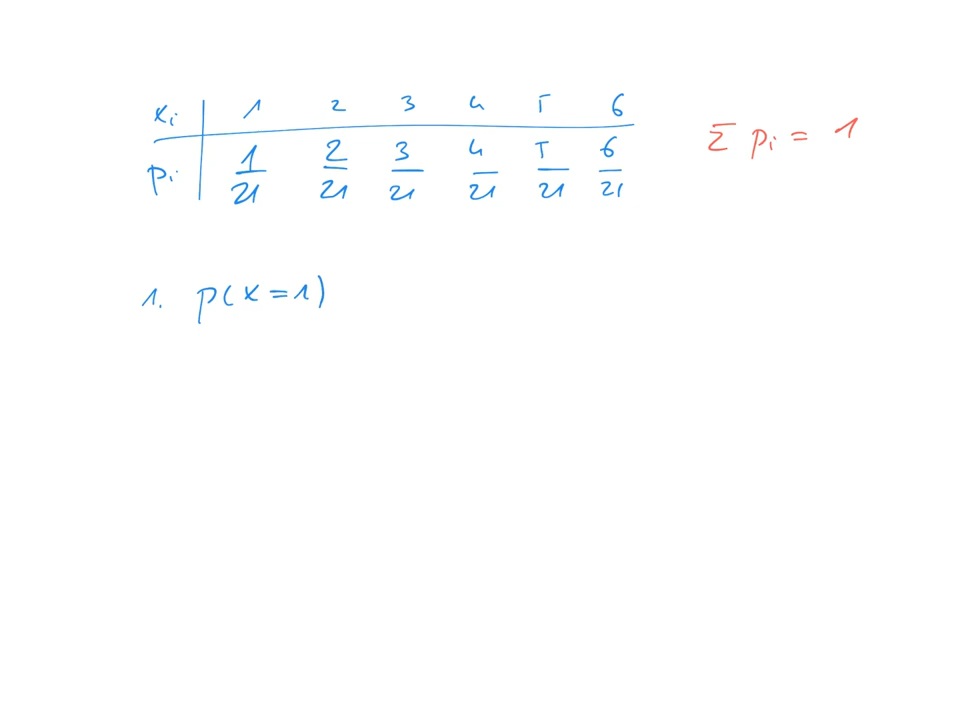 xi | 1 2 3 4 5 6
pi | 1/21 2/21 3/21 4/21 5/21 6/21
Σ pi = 1
1. p(x=1)